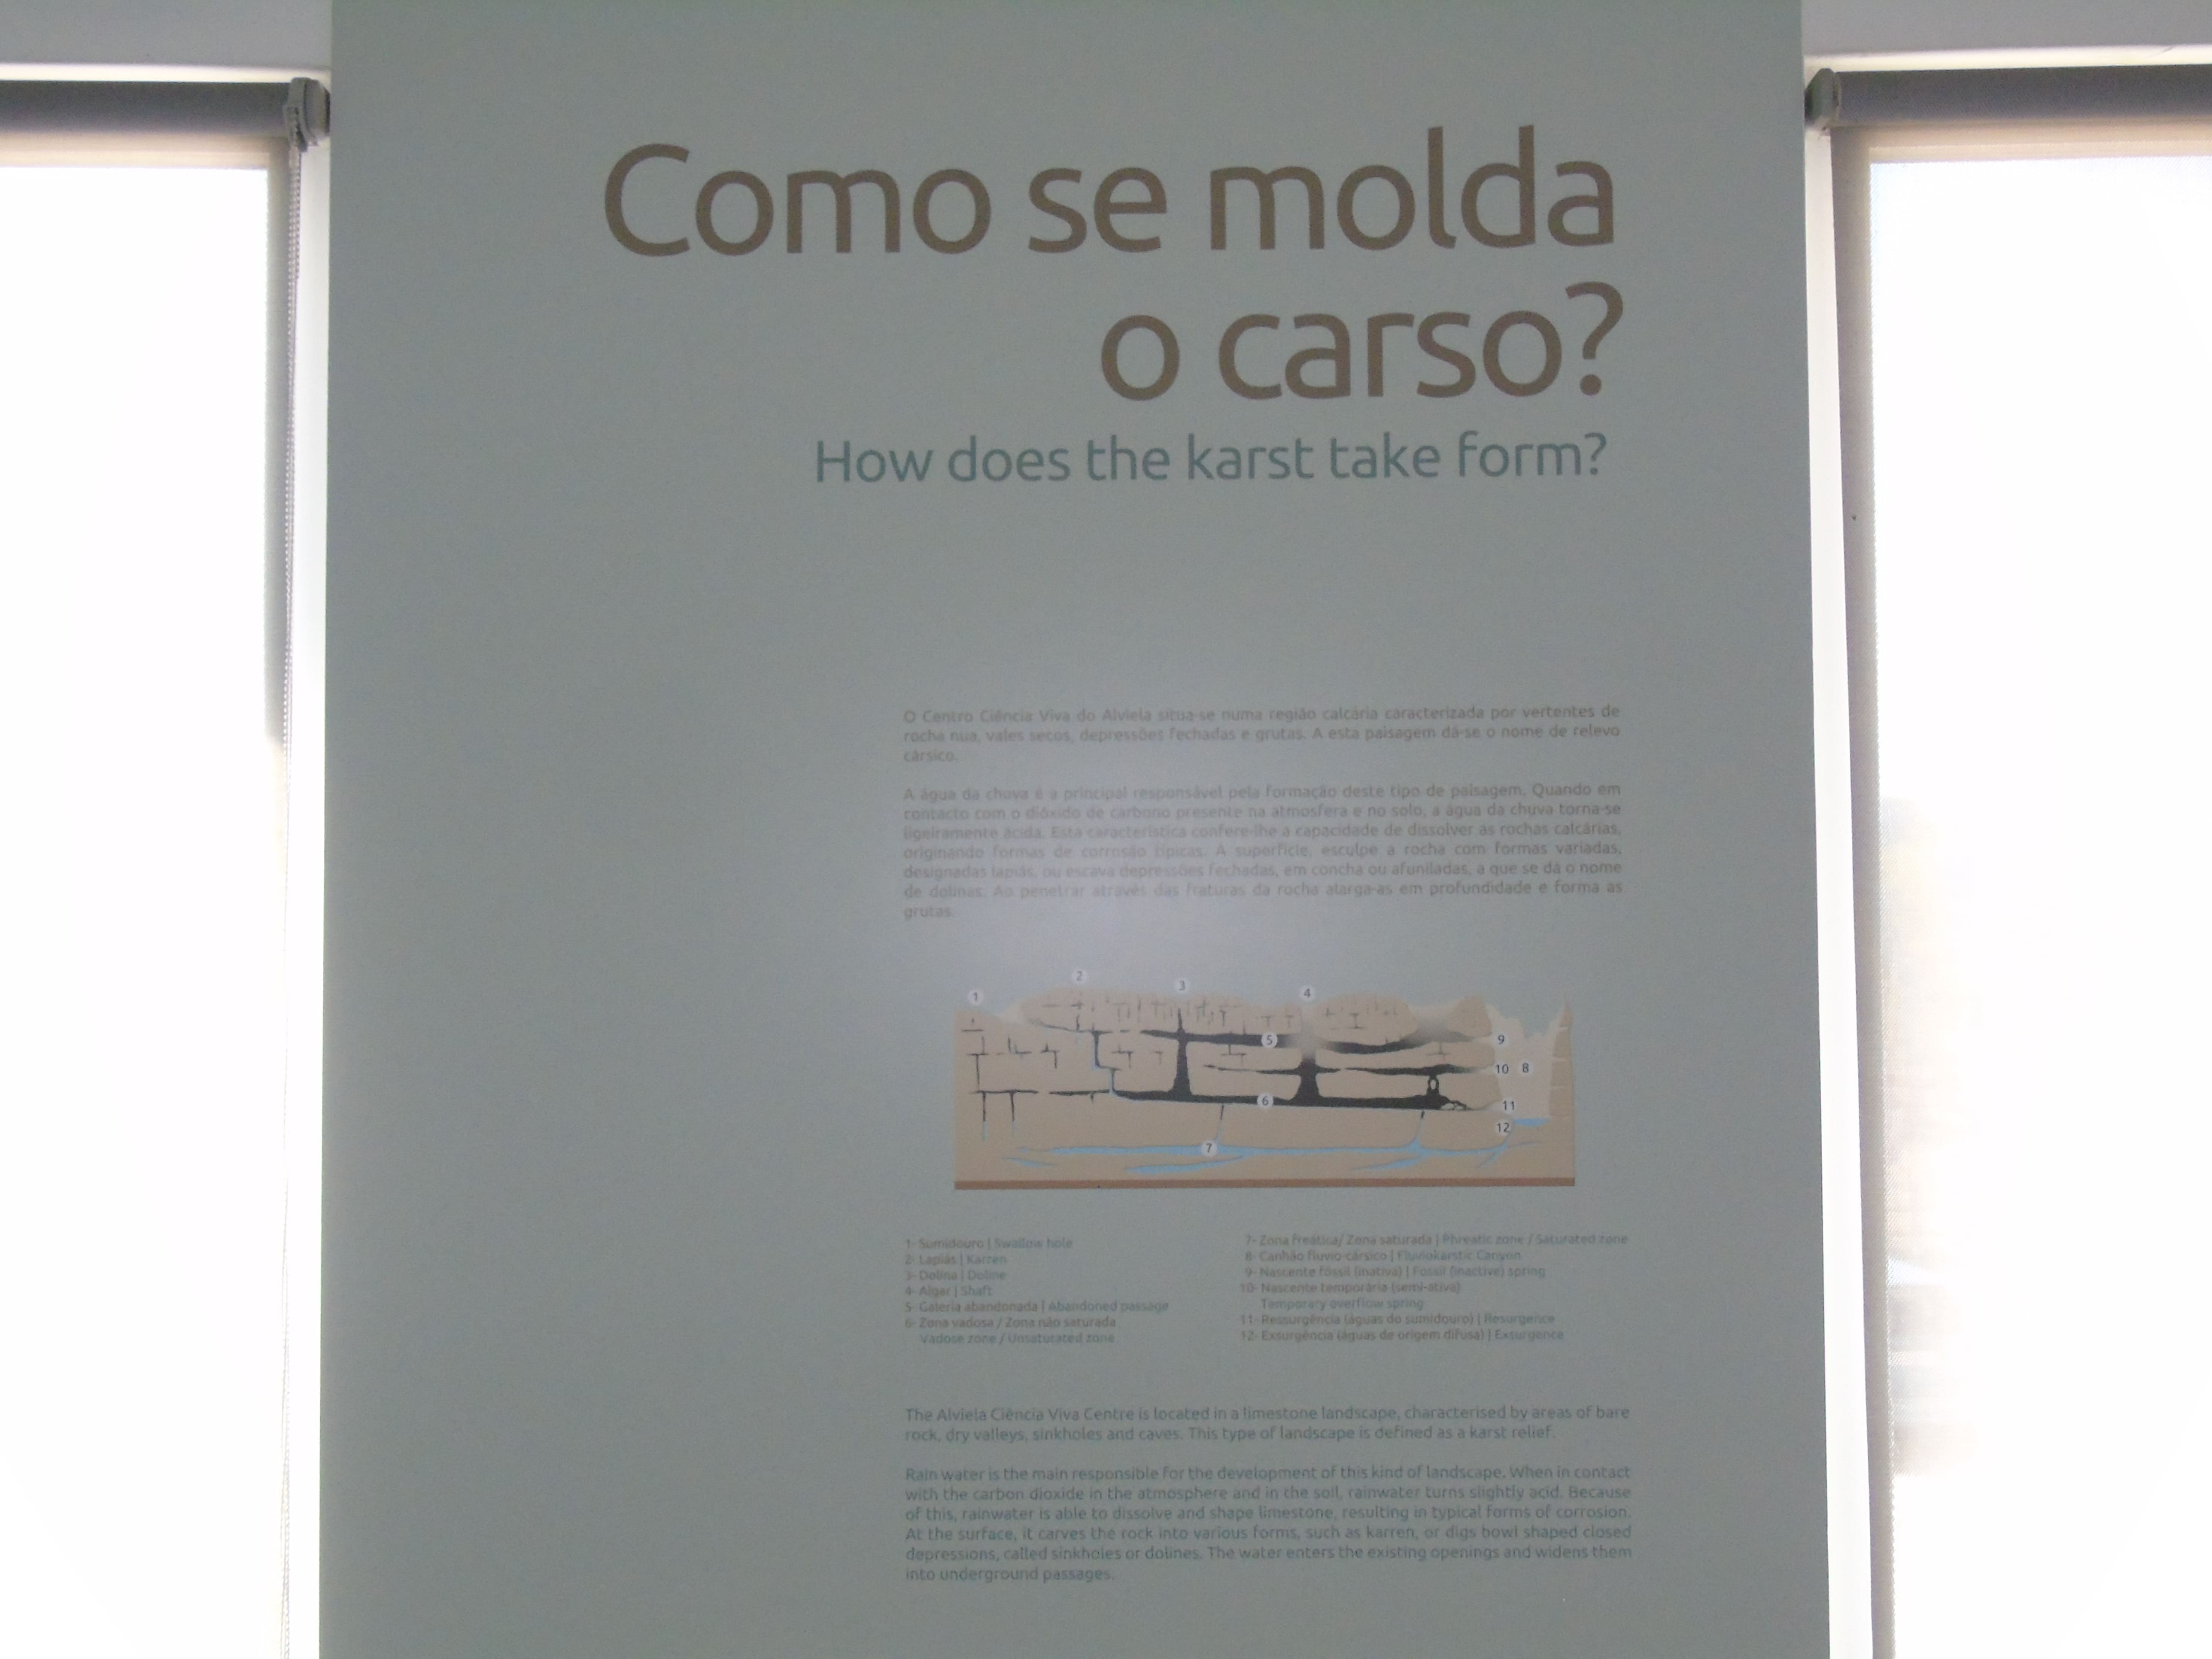 Como se molda
o carso?
How does the karst take form?
O Centro Ciência Viva do Alviela situa-se numa região calcária caracterizada por vertentes de
rocha nua, vales secos, depressões fechadas e grutas. A esta paisagem dá-se o nome de relevo
cársico.
A água da chuva é a principal responsável pela formação deste tipo de paisagem. Quando em
contacto com o dióxido de carbono presente na atmosfera e no solo, a água da chuva torna-se
ligeiramente ácida. Esta característica confere-lhe a capacidade de dissolver as rochas calcárias,
originando formas de corrosão típicas. À superfície, esculpe a rocha com formas variadas,
designadas lapiás, ou escava depressões fechadas, em concha ou afuniladas, a que se dá o nome
de dolinas. Ao penetrar através das fraturas da rocha alarga-as em profundidade e forma as
grutas.
1
2
3
4
5
6
7
9
10 8
11
12
1- Sumidouro | Swallow hole
2- Lapiás | Karren
3- Dolina | Doline
4- Algar | Shaft
5- Galeria abandonada | Abandoned passage
6- Zona vadosa / Zona não saturada
Vadose zone / Unsaturated zone
7- Zona freática/ Zona saturada | Phreatic zone / Saturated zone
8- Canhão flúvio-cársico | Fluviokarstic Canyon
9- Nascente fóssil (inativa) | Fossil (inactive) spring
10- Nascente temporária (semi-ativa)
Temporary overflow spring
11- Ressurgência (águas do sumidouro) | Resurgence
12- Exsurgência (águas de origem difusa) | Exsurgence
The Alviela Ciência Viva Centre is located in a limestone landscape, characterised by areas of bare
rock, dry valleys, sinkholes and caves. This type of landscape is defined as a karst relief.
Rain water is the main responsible for the development of this kind of landscape. When in contact
with the carbon dioxide in the atmosphere and in the soil, rainwater turns slightly acid. Because
of this, rainwater is able to dissolve and shape limestone, resulting in typical forms of corrosion.
At the surface, it carves the rock into various forms, such as karren, or digs bowl shaped closed
depressions, called sinkholes or dolines. The water enters the existing openings and widens them
into underground passages.